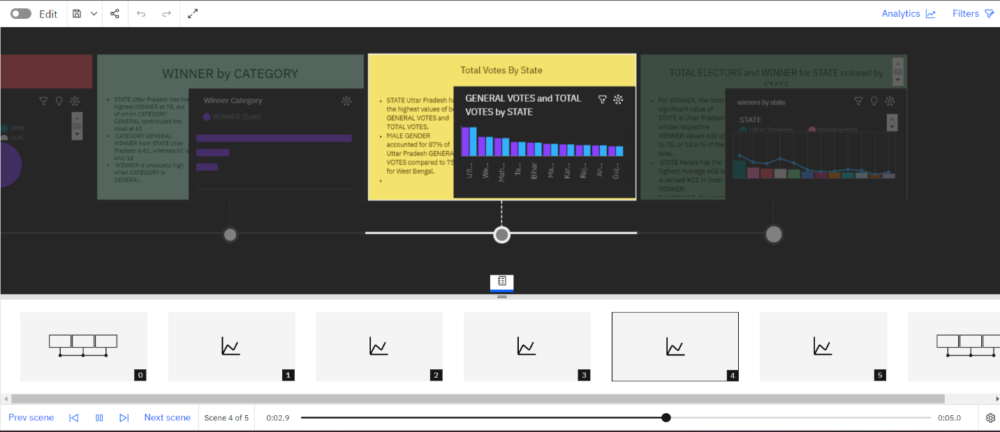 Edit
Analytics
Filters
DMK
SHS
WINNER by CATEGORY
• STATE Uttar Pradesh has the
highest WINNER at 78, out
of which CATEGORY
GENERAL contributed the
most at 61
• CATEGORY GENERAL
WINNER from STATE Uttar
Pradesh is 61, whereas SC is
only 16
• WINNER is unusually high
when CATEGORY is
GENERAL.
Winner Category
WINNER (Sum)
Total Votes By State
• STATE Uttar Pradesh ha
the highest values of bo
GENERAL VOTES and
TOTAL VOTES.
• MALE GENDER
accounted for 87% of
Uttar Pradesh GENERA
VOTES compared to 75
for West Bengal.
•
GENERAL VOTES and TOTAL
VOTES by STATE
Utt...
We...
Mah...
Ta...
Bihar
Ma...
Kar...
Raj...
An...
Guj...
TOTAL ELECTORS and WINNER for STATE colored by
STATE
• For WINNER, the most
significant value of
STATE is Uttar Pradesh,
whose respective
WINNER values add up
to 78, or 18.6 % of the
total.
• STATE Kerala has the
highest Average AGE b
is ranked #11 in Total
WINNER.
winners by state
STATE
Uttar Pradesh
Maharashtra
0
1
2
3
4
5
Prev scene
Next scene
Scene 4 of 5
0:02.9
0:05.0